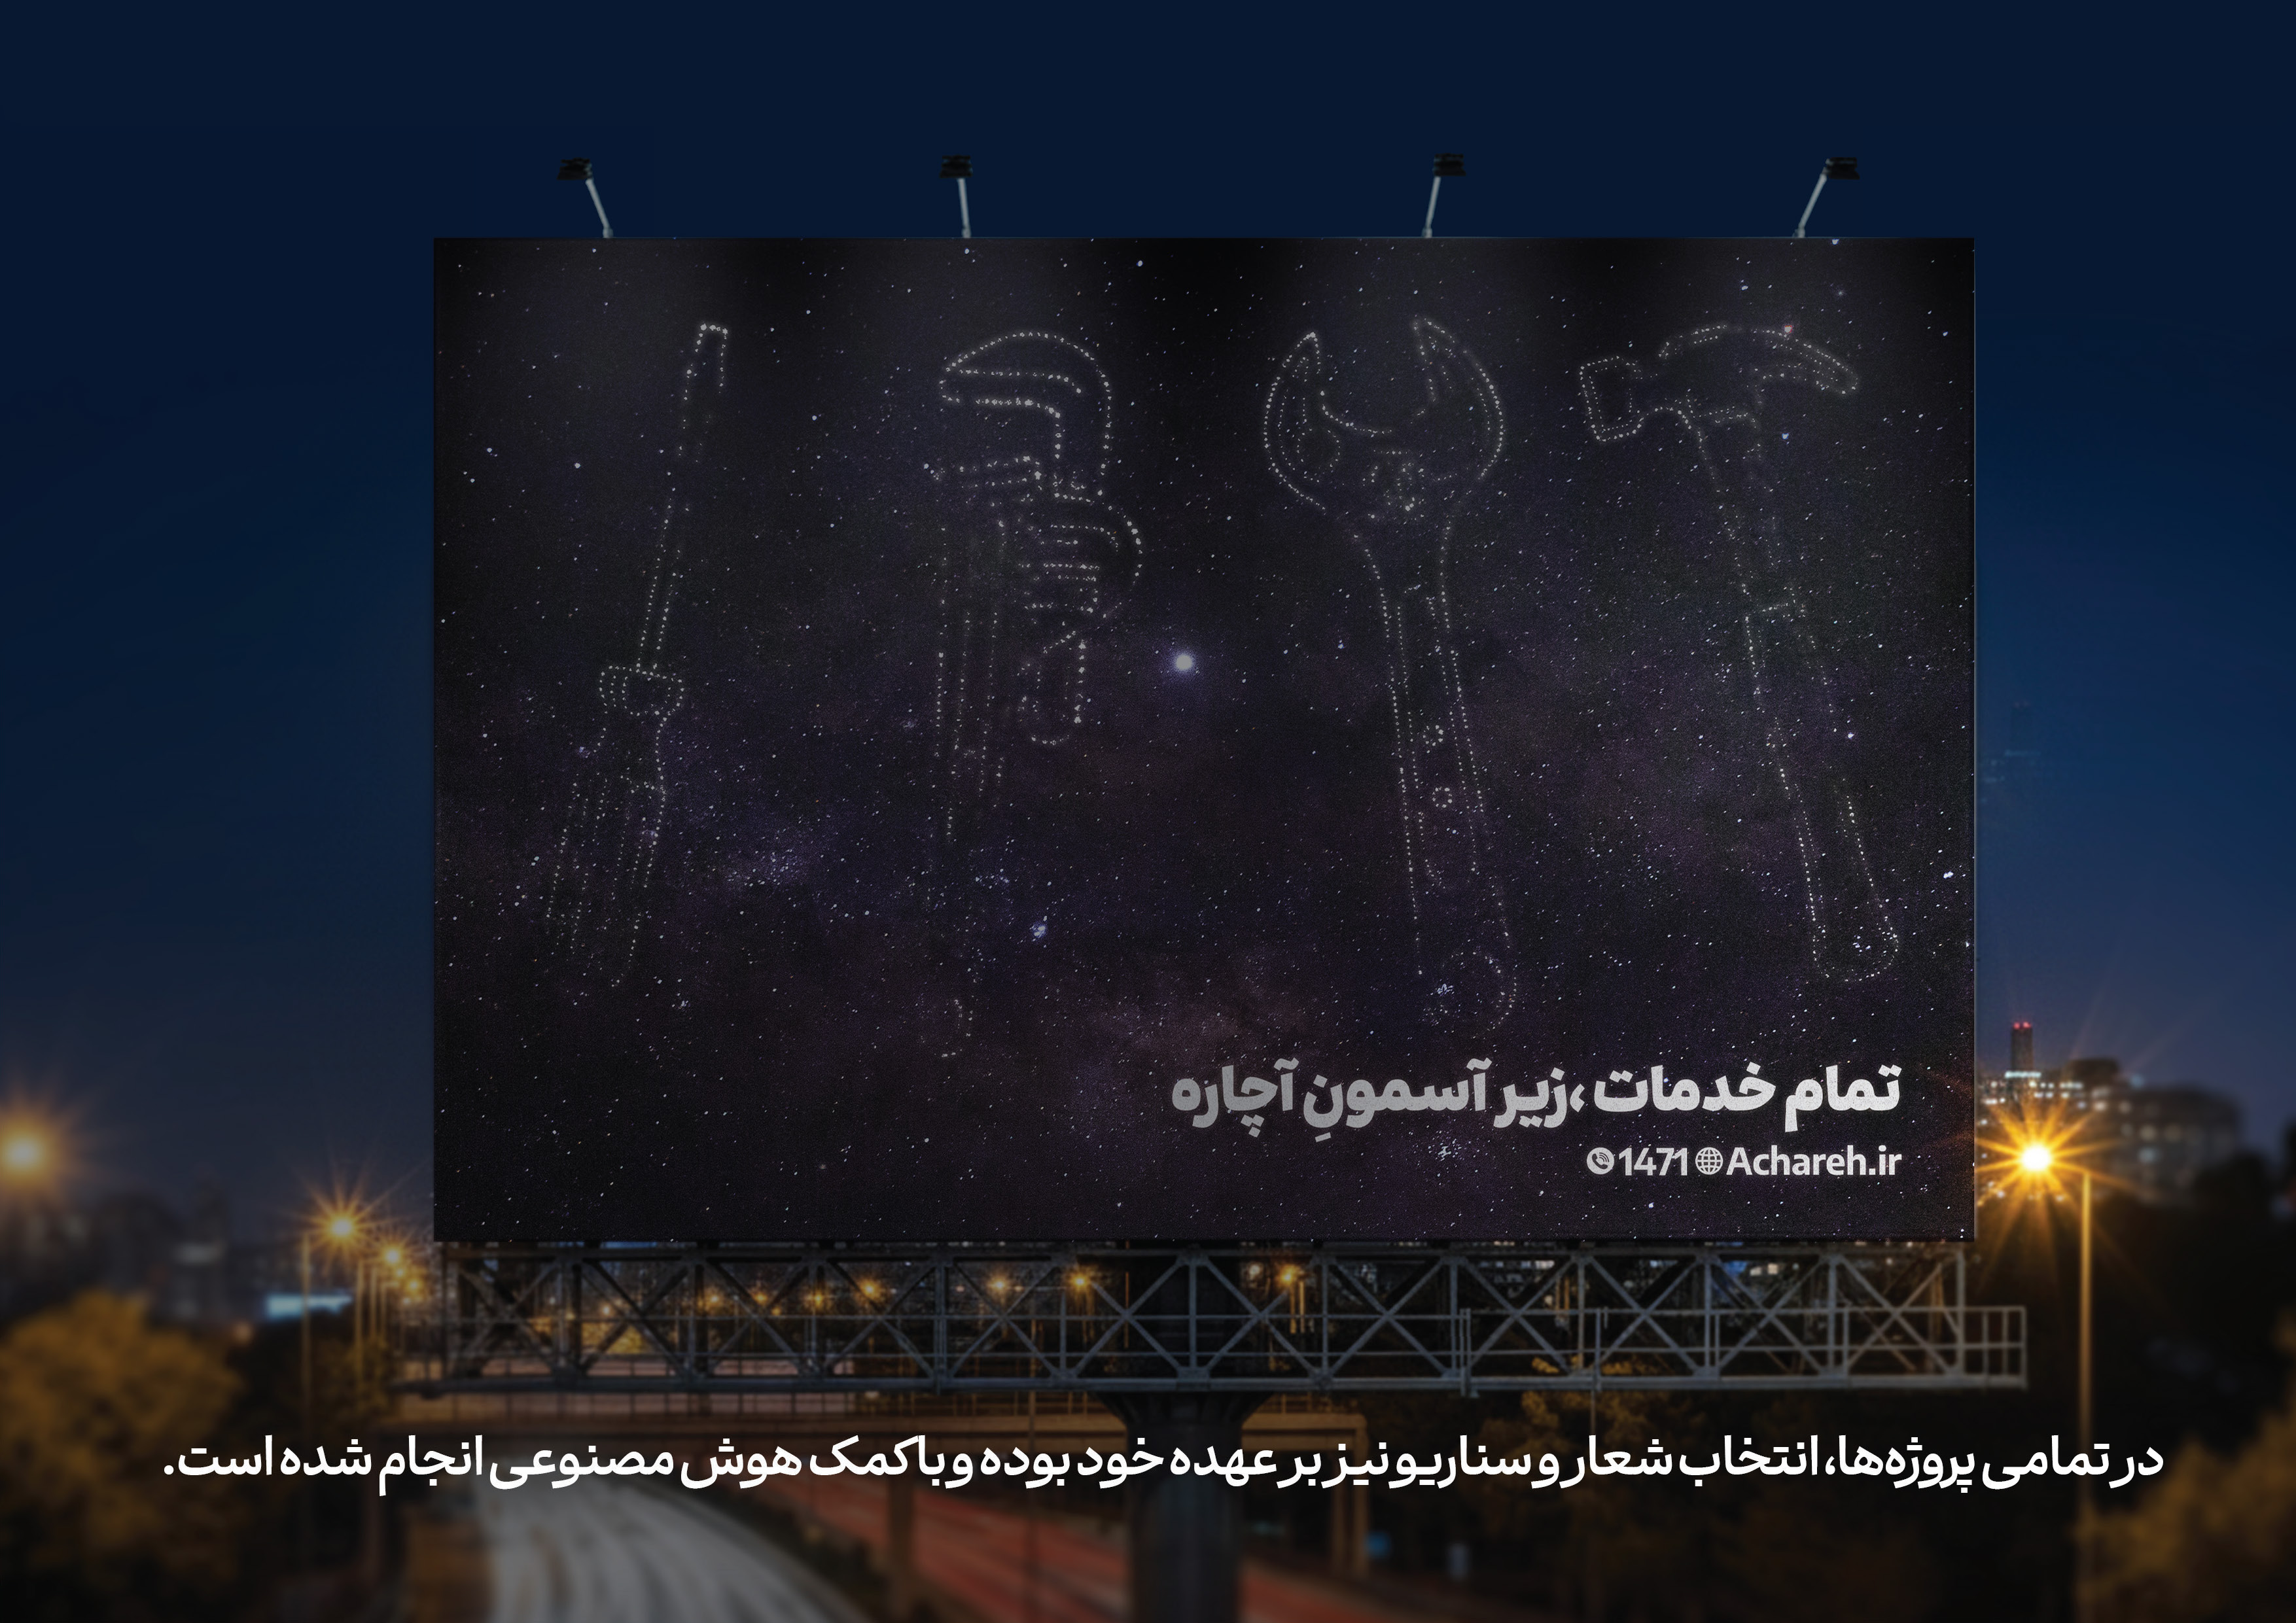 تمام خدمات ،زیر آسمونِ آچاره
Achareh.ir 1471
در تمامی پروژه‌ها، انتخاب شعار و سناریو نیز بر عهده خود بوده و با کمک هوش مصنوعی انجام شده است.